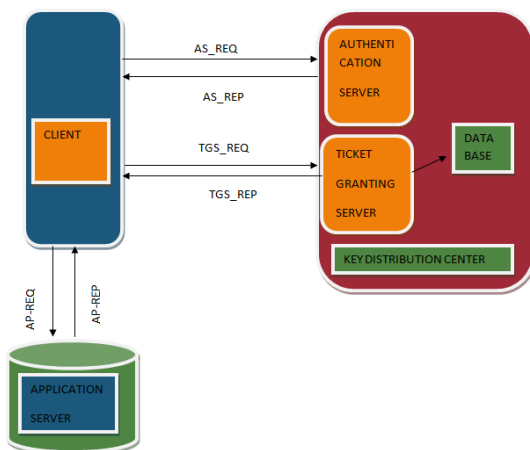 AS_REQ
AS_REP
AUTHENTI
CATION
SERVER
CLIENT
TGS_REQ
TGS_REP
TICKET
GRANTING
SERVER
DATA
BASE
KEY DISTRIBUTION CENTER
AP-REQ
AP-REP
APPLICATION
SERVER